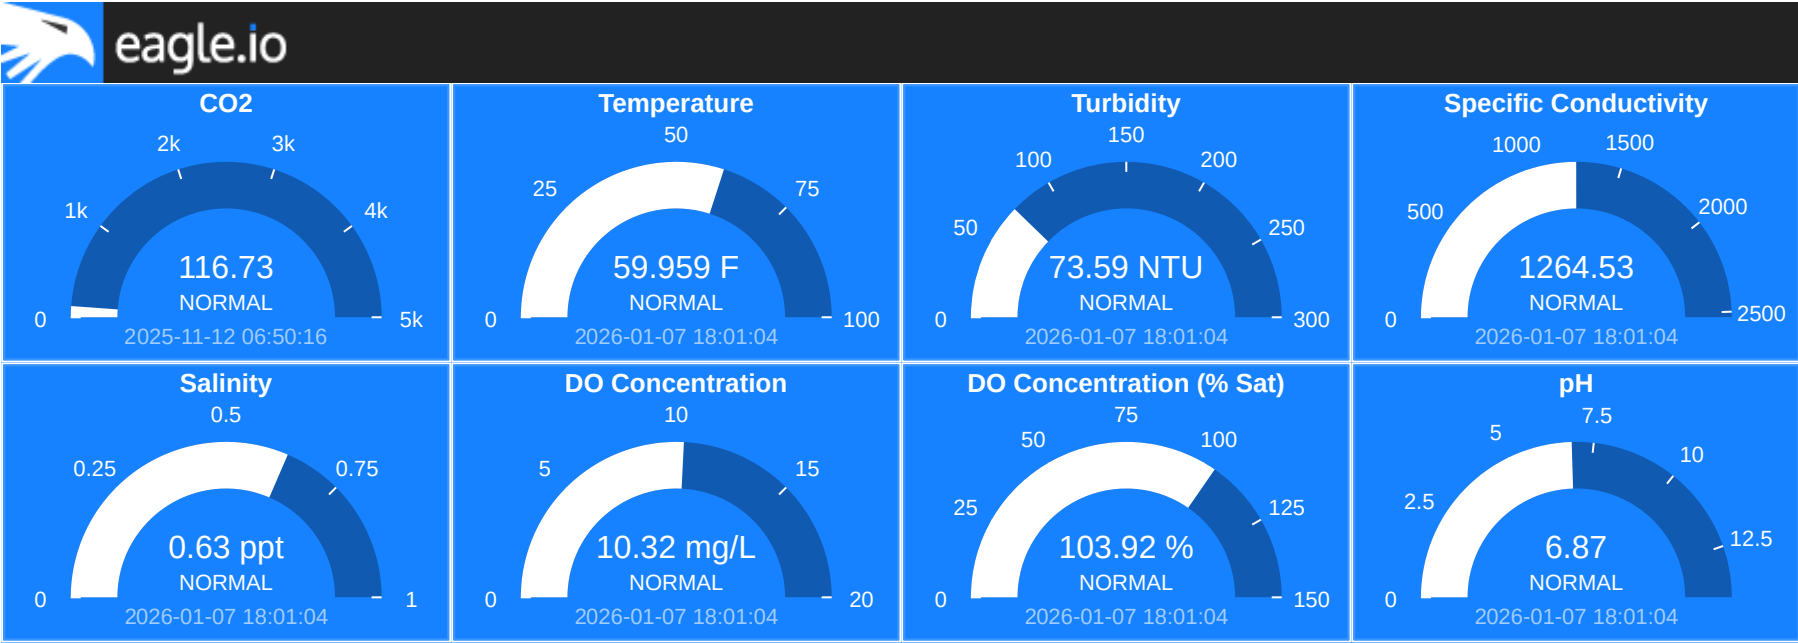 eagle.io
CO2
0
1k
2k
3k
4k
5k
116.73
NORMAL
2025-11-12 06:50:16
Temperature
0
25
50
75
100
59.959 F
NORMAL
2026-01-07 18:01:04
Turbidity
0
50
100
150
200
250
300
73.59 NTU
NORMAL
2026-01-07 18:01:04
Specific Conductivity
0
500
1000
1500
2000
2500
1264.53
NORMAL
2026-01-07 18:01:04
Salinity
0
0.25
0.5
0.75
1
0.63 ppt
NORMAL
2026-01-07 18:01:04
DO Concentration
0
5
10
15
20
10.32 mg/L
NORMAL
2026-01-07 18:01:04
DO Concentration (% Sat)
0
25
50
75
100
125
150
103.92 %
NORMAL
2026-01-07 18:01:04
pH
0
2.5
5
7.5
10
12.5
6.87
NORMAL
2026-01-07 18:01:04